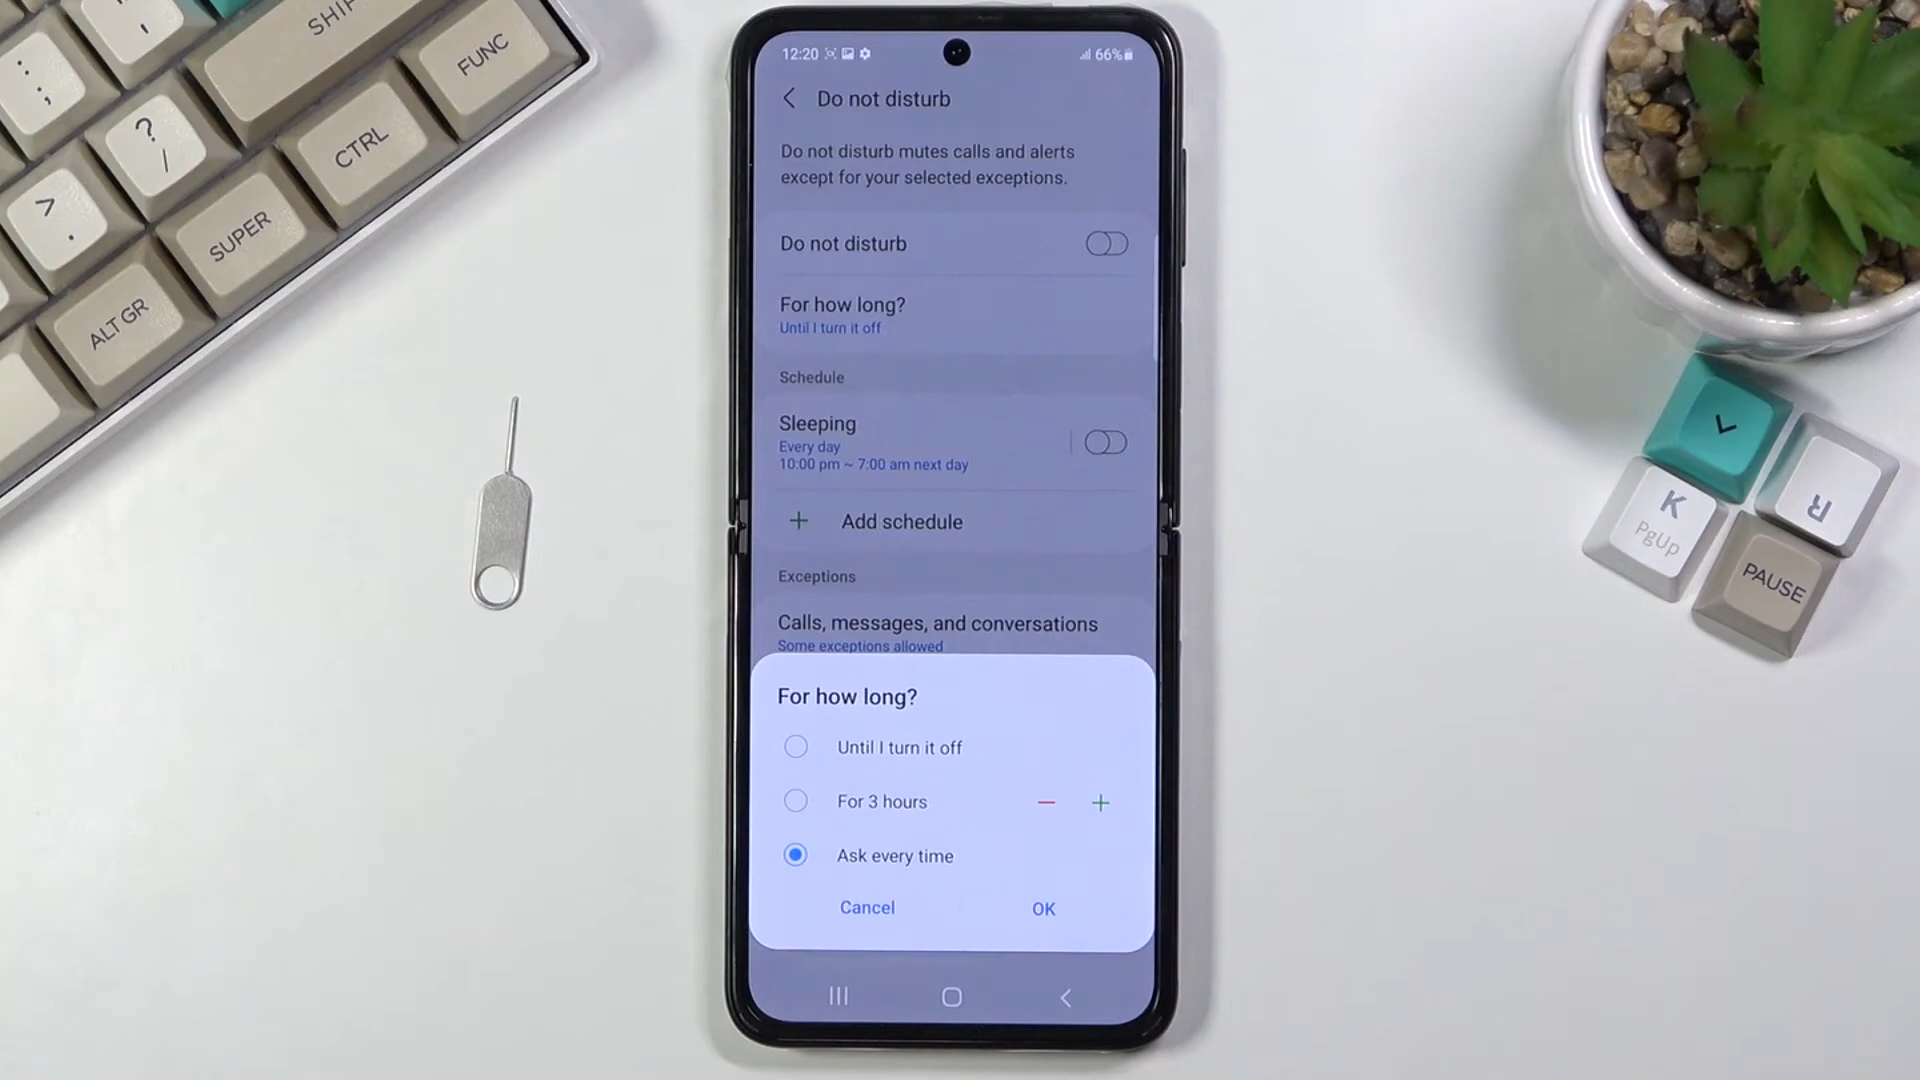 SHIFT
FUNC
"
'
:
;
?
/
CTRL
>
.
SUPER
ALT GR
12:20
66%
Do not disturb
Do not disturb mutes calls and alerts
except for your selected exceptions.
Do not disturb
For how long?
Until I turn it off
Schedule
Sleeping
Every day
10:00 pm ~ 7:00 am next day
+ Add schedule
Exceptions
Calls, messages, and conversations
Some exceptions allowed
For how long?
Until I turn it off
For 3 hours − +
Ask every time
Cancel OK
K
PgUp
R
PAUSE